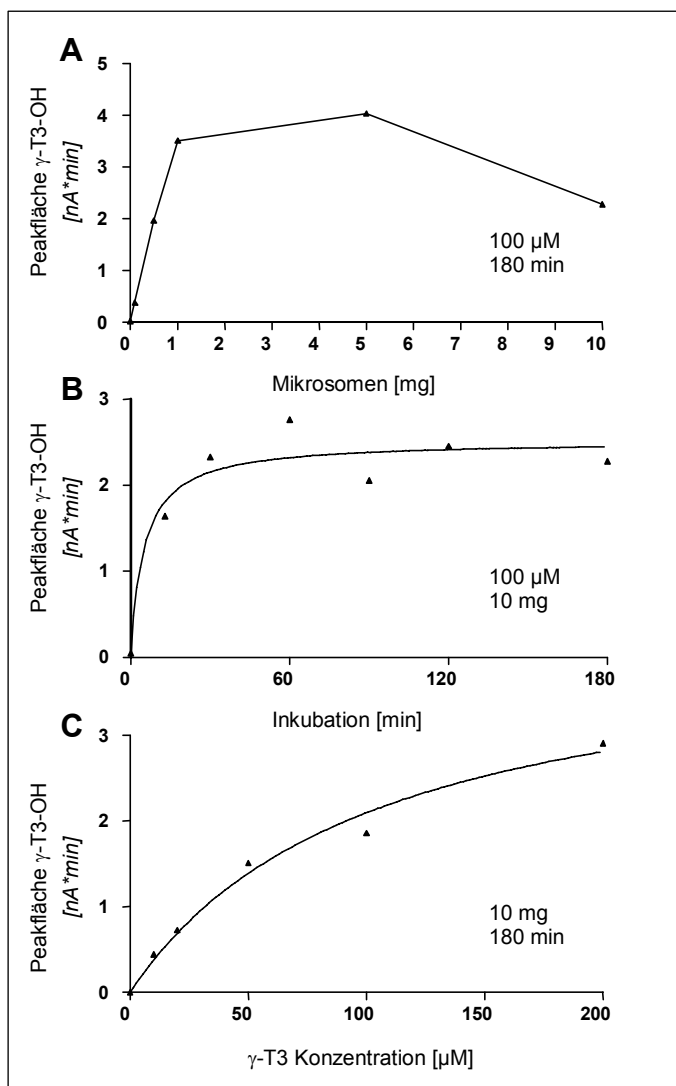 A
Peakfläche γ-T3-OH
[nA*min]
5
4
3
2
1
0
100 µM
180 min
0 1 2 3 4 5 6 7 8 9 10
Mikrosomen [mg]
B
Peakfläche γ-T3-OH
[nA*min]
3
2
1
0
100 µM
10 mg
0 60 120 180
Inkubation [min]
C
Peakfläche γ-T3-OH
[nA*min]
3
2
1
0
10 mg
180 min
0 50 100 150 200
γ-T3 Konzentration [µM]